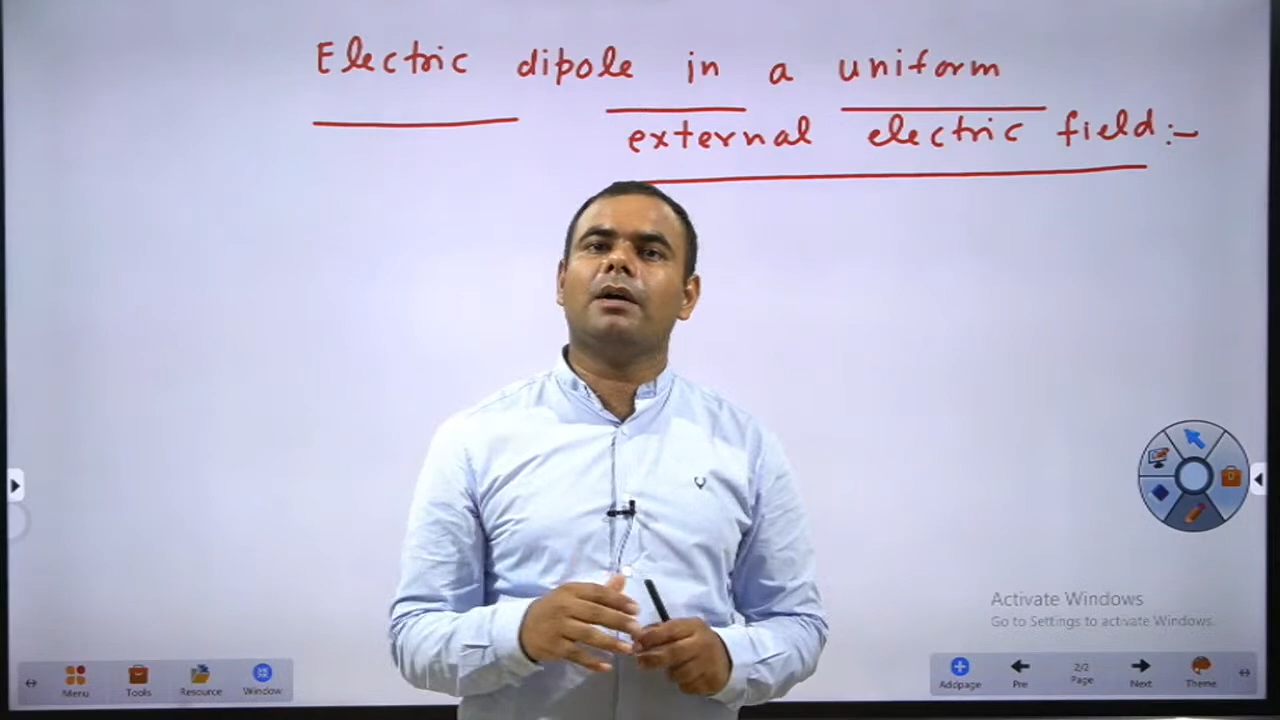 Electric dipole in a uniform
external electric field:-
Activate Windows
Go to Settings to activate Windows.
Menu
Tools
Resource
Window
Addpage
Pre
2/2
Page
Next
Theme